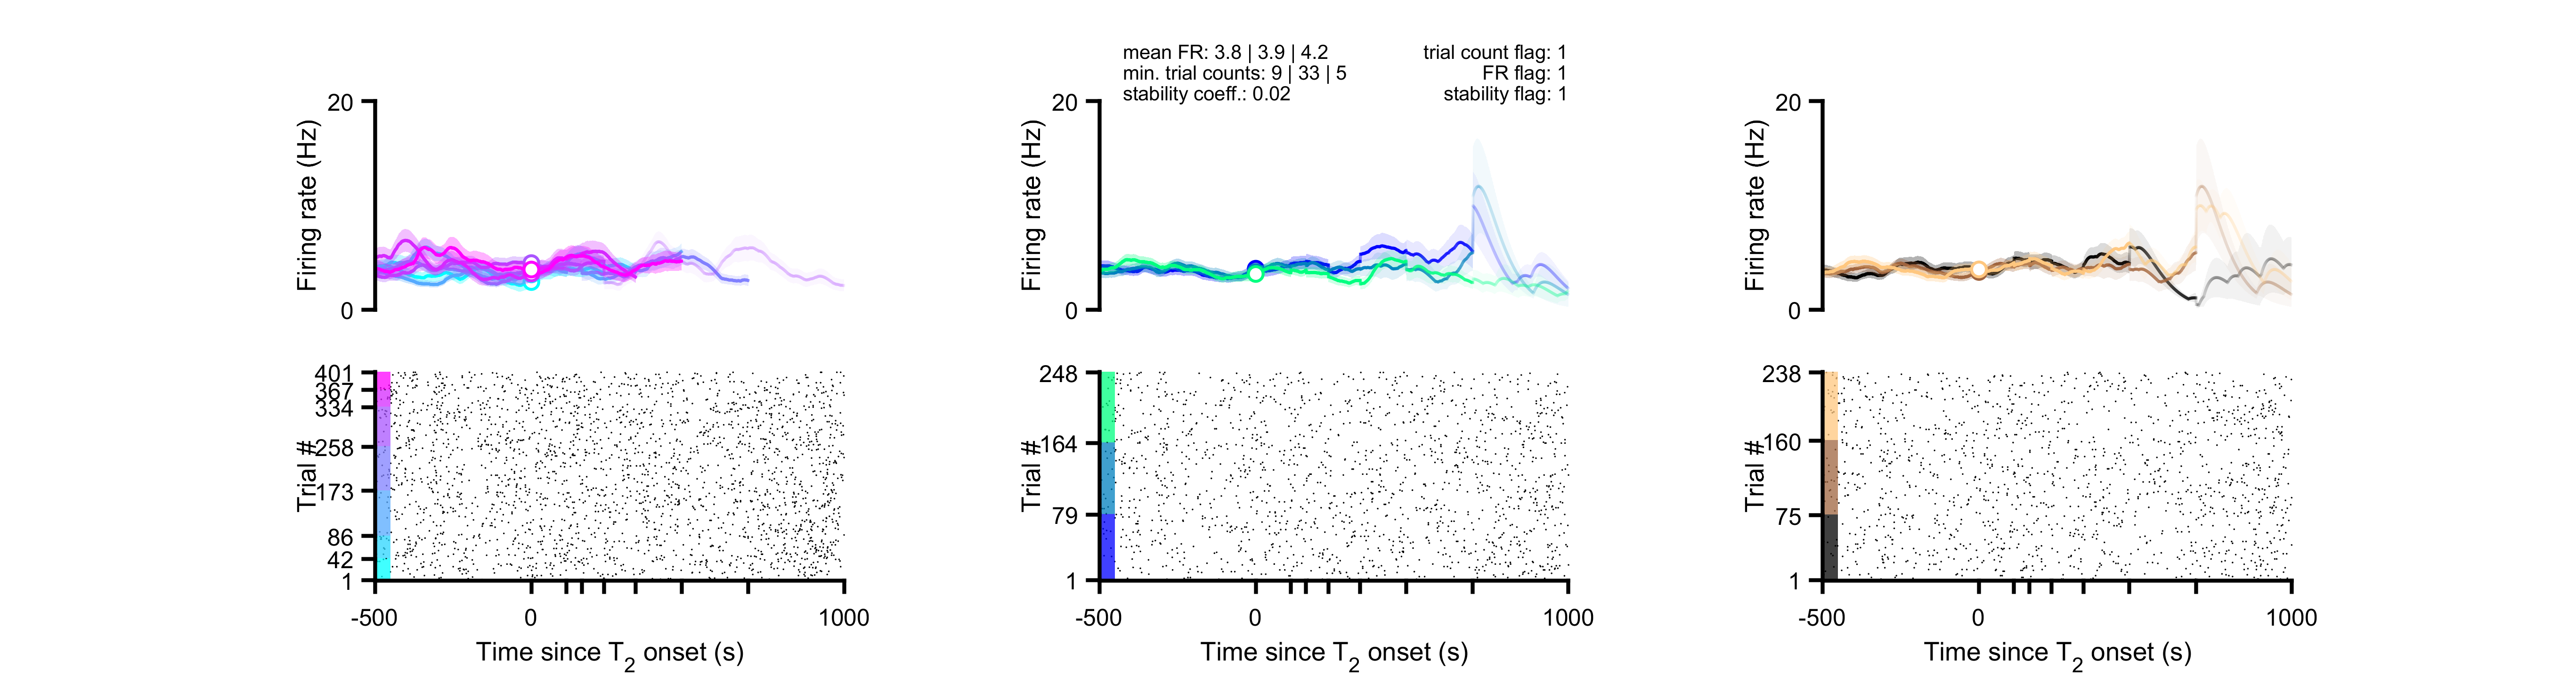 mean FR: 3.8 | 3.9 | 4.2
min. trial counts: 9 | 33 | 5
stability coeff.: 0.02
trial count flag: 1
FR flag: 1
stability flag: 1
20
0
Firing rate (Hz)
20
0
Firing rate (Hz)
20
0
Firing rate (Hz)
401
367
334
258
173
86
42
1
Trial #
-500
0
1000
Time since T2 onset (s)
248
164
79
1
Trial #
-500
0
1000
Time since T2 onset (s)
238
160
75
1
Trial #
-500
0
1000
Time since T2 onset (s)